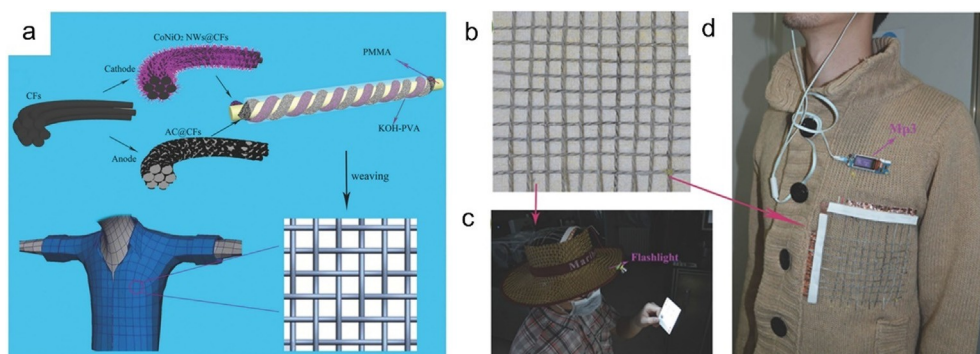 a
CoNiO₂ NWs@CFs
PMMA
Cathode
CFs
AC@CFs
KOH-PVA
Anode
weaving
b
c
Flashlight
d
Mp3